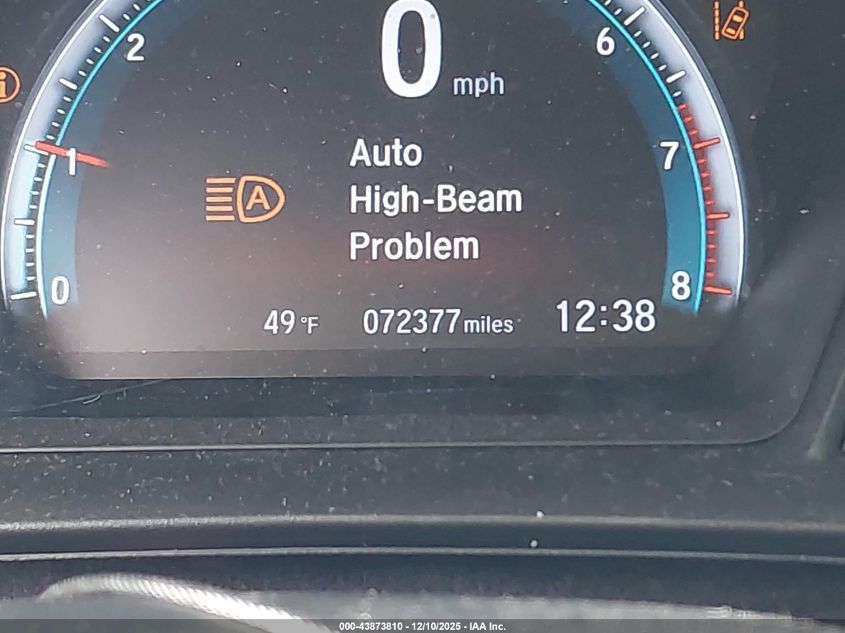 0 mph
2
6
1
7
A
Auto
High-Beam
Problem
0
8
49°F
072377 miles
12:38
000-43873810 - 12/10/2025 - IAA Inc.